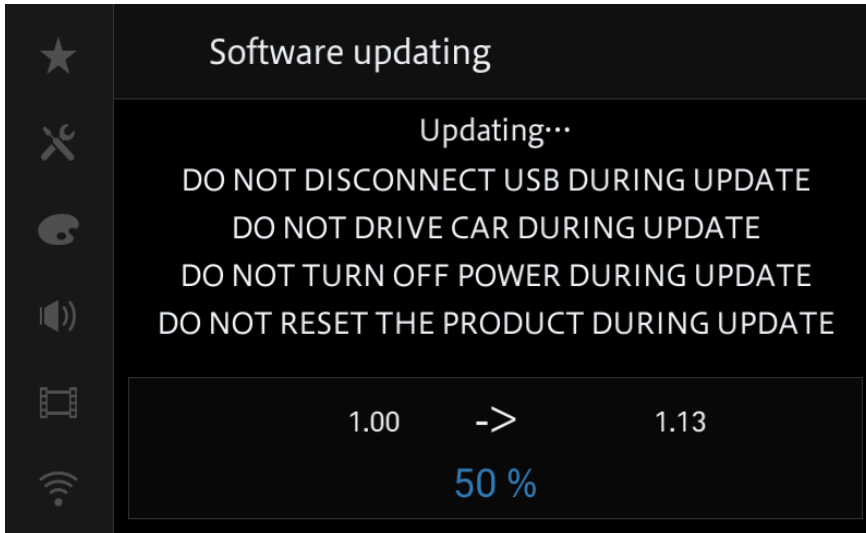 Software updating
Updating···
DO NOT DISCONNECT USB DURING UPDATE
DO NOT DRIVE CAR DURING UPDATE
DO NOT TURN OFF POWER DURING UPDATE
DO NOT RESET THE PRODUCT DURING UPDATE
1.00 -> 1.13
50 %